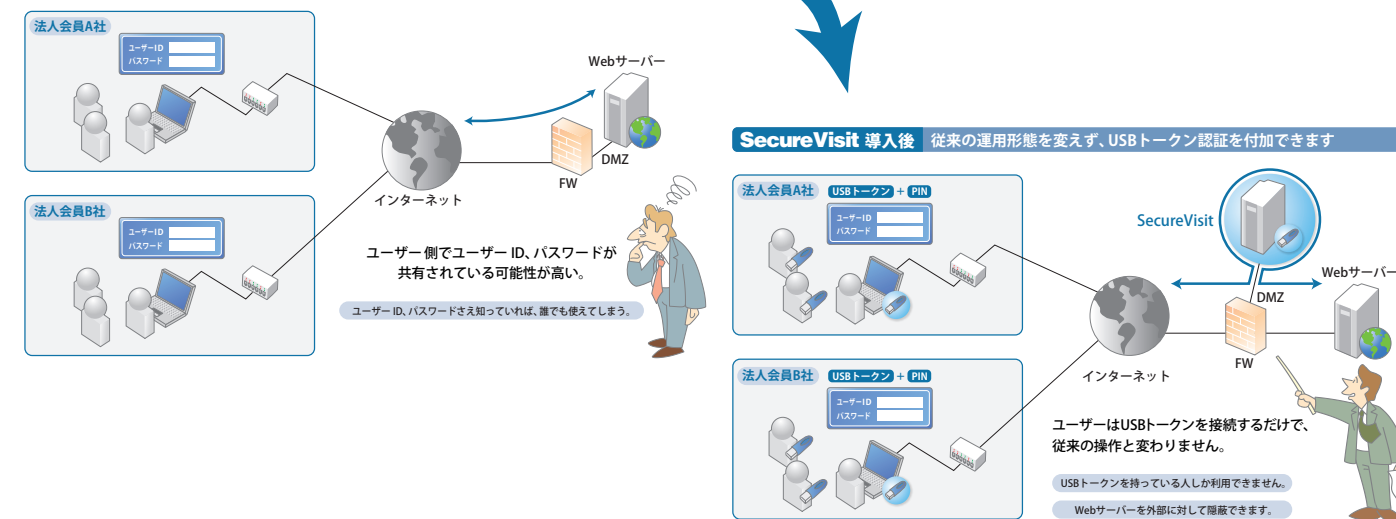 法人会員A社
ユーザーID
パスワード
Webサーバー
DMZ
FW
インターネット
法人会員B社
ユーザーID
パスワード
ユーザー側でユーザーID、パスワードが
共有されている可能性が高い。
ユーザーID、パスワードさえ知っていれば、誰でも使えてしまう。
SecureVisit 導入後 従来の運用形態を変えず、USBトークン認証を付加できます
法人会員A社 USBトークン + PIN
ユーザーID
パスワード
SecureVisit
Webサーバー
DMZ
FW
インターネット
法人会員B社 USBトークン + PIN
ユーザーID
パスワード
ユーザーはUSBトークンを接続するだけで、
従来の操作と変わりません。
USBトークンを持っている人しか利用できません。
Webサーバーを外部に対して隠蔽できます。